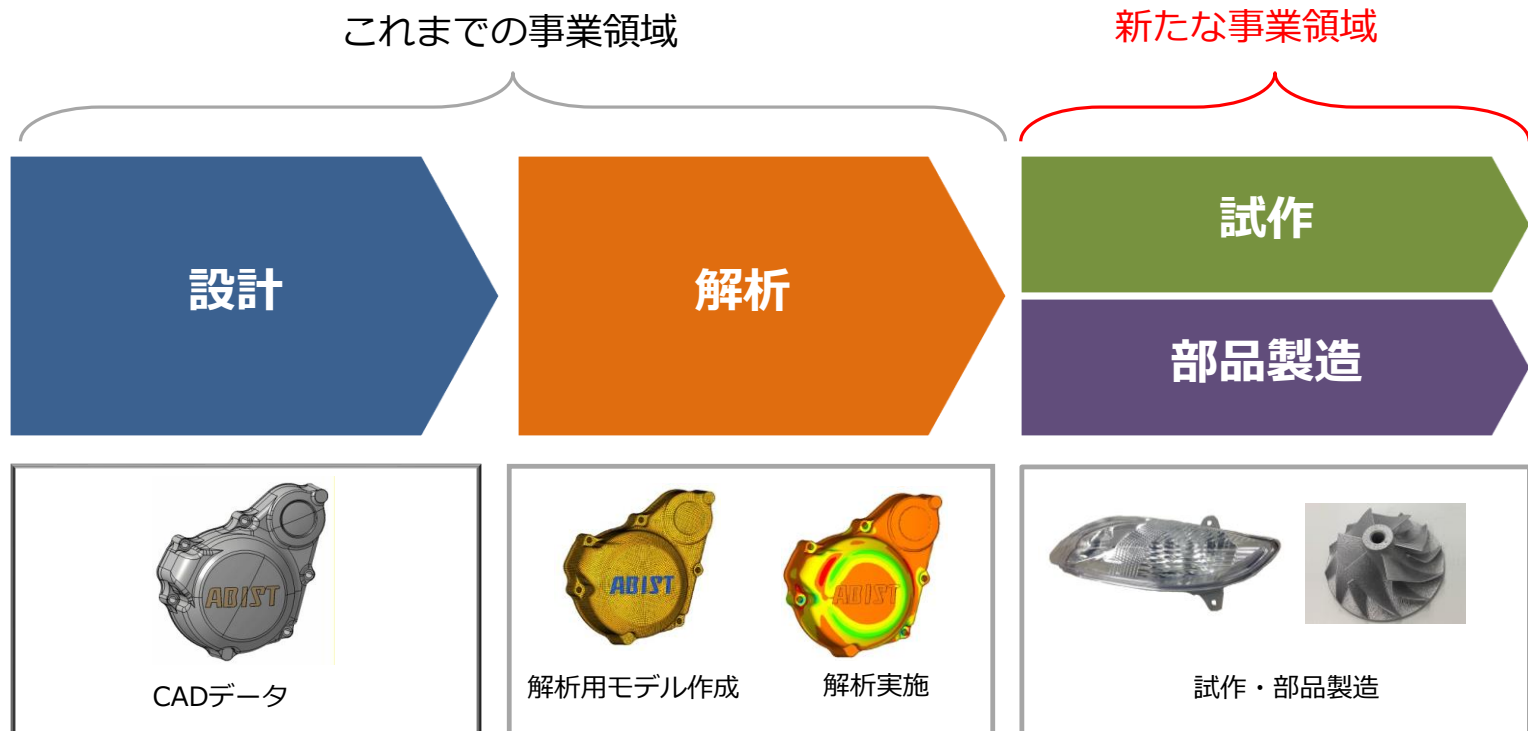 これまでの事業領域
新たな事業領域
設計
解析
試作
部品製造
ABIST
ABIST
ABIST
CADデータ
解析用モデル作成
解析実施
試作・部品製造